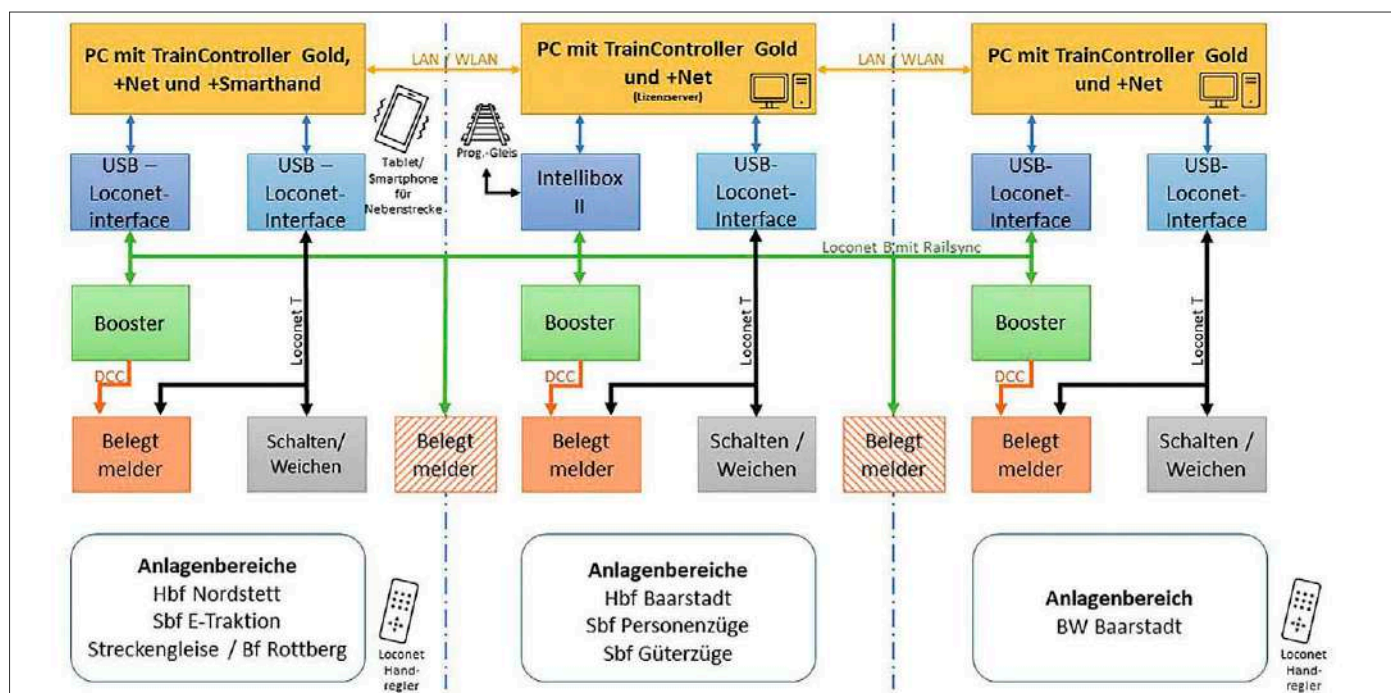 PC mit TrainController Gold,
+Net und +Smarthand
LAN / WLAN
PC mit TrainController Gold
und +Net
(Lizenzserver)
LAN / WLAN
PC mit TrainController Gold
und +Net
Tablet/
Smartphone
für
Nebenstrecke
Prog.-Gleis
USB –
Loconet-
interface
USB –
Loconet-
Interface
Intellibox
II
USB-
Loconet-
Interface
USB-
Loconet-
Interface
USB-
Loconet-
Interface
Loconet B mit Railsync
Booster
Loconet T
Booster
Loconet T
Booster
Loconet T
DCC
DCC
DCC
Belegt
melder
Schalten/
Weichen
Belegt
melder
Belegt
melder
Schalten /
Weichen
Belegt
melder
Belegt
melder
Schalten /
Weichen
Anlagenbereiche
Hbf Nordstett
Sbf E-Traktion
Streckengleise / Bf Rottberg
Loconet
Hand-
regler
Anlagenbereiche
Hbf Baarstadt
Sbf Personenzüge
Sbf Güterzüge
Anlagenbereich
BW Baarstadt
Loconet
Hand-
regler